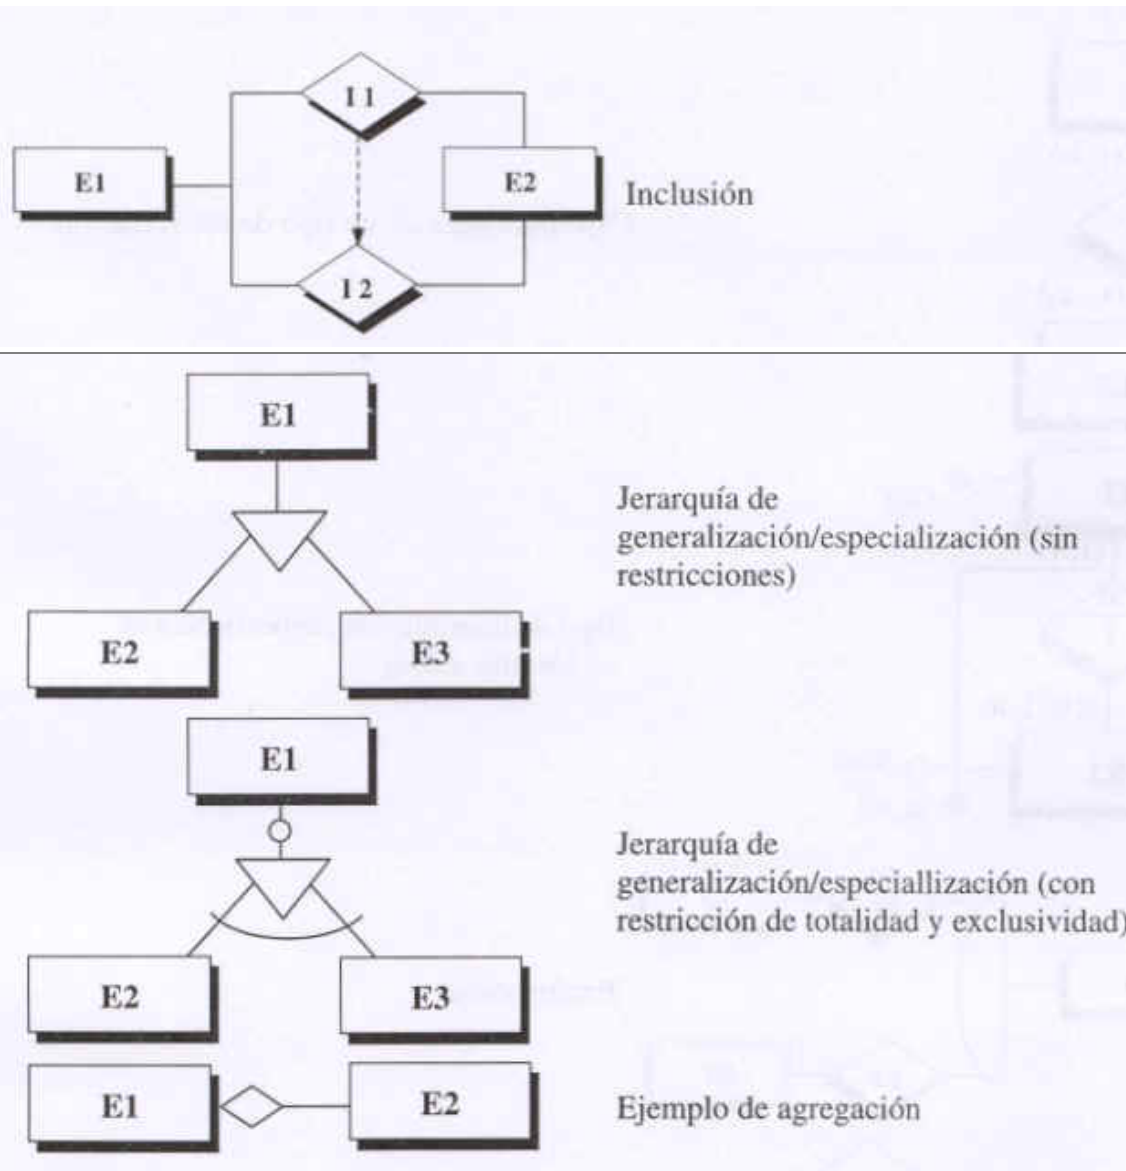 I 1
E1
E2
Inclusión
I 2
E1
Jerarquía de
generalización/especialización (sin
restricciones)
E2
E3
E1
Jerarquía de
generalización/especiallización (con
restricción de totalidad y exclusividad)
E2
E3
E1
E2
Ejemplo de agregación